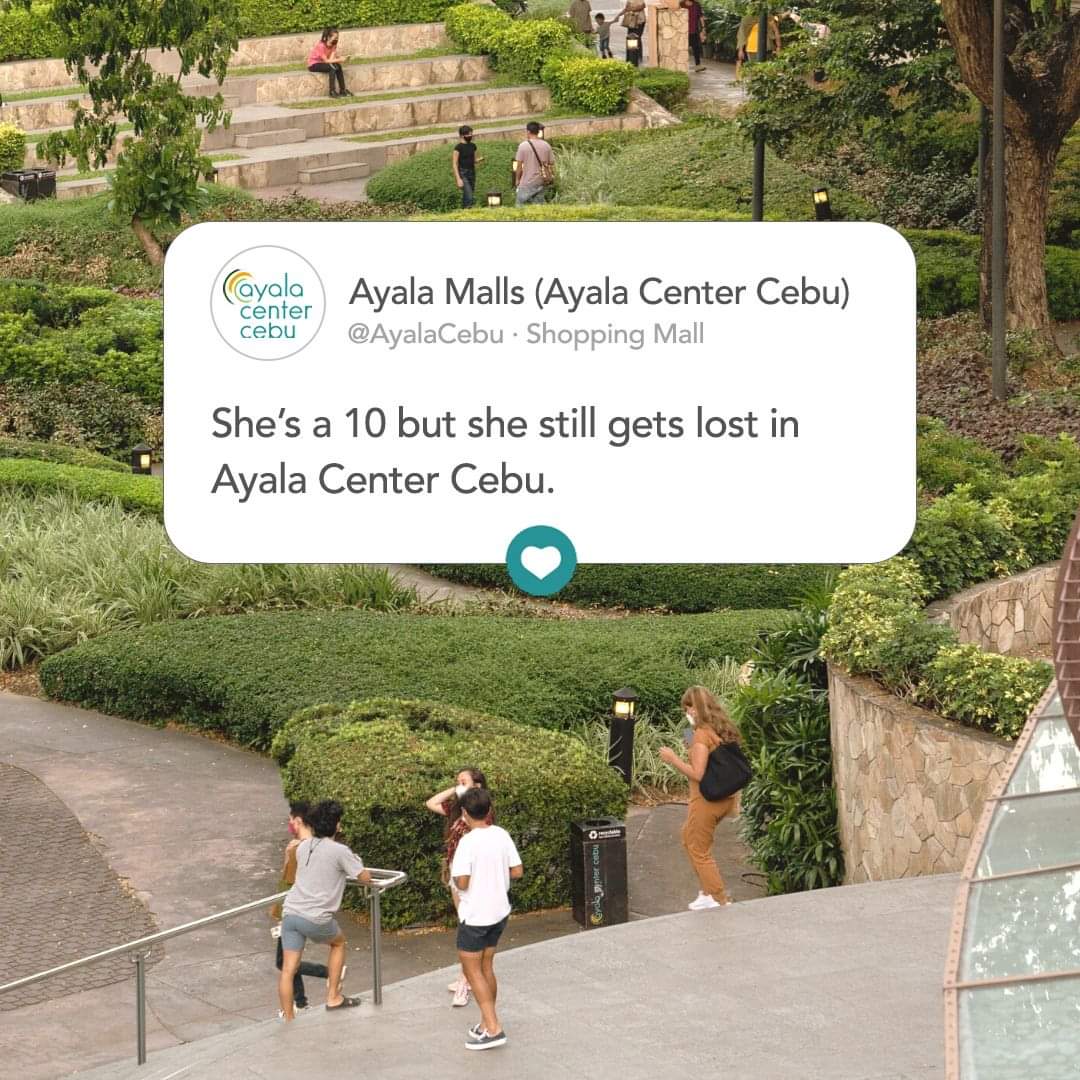 ayala
center
cebu
Ayala Malls (Ayala Center Cebu)
@AyalaCebu · Shopping Mall
She's a 10 but she still gets lost in
Ayala Center Cebu.
recyclable
ayala center cebu